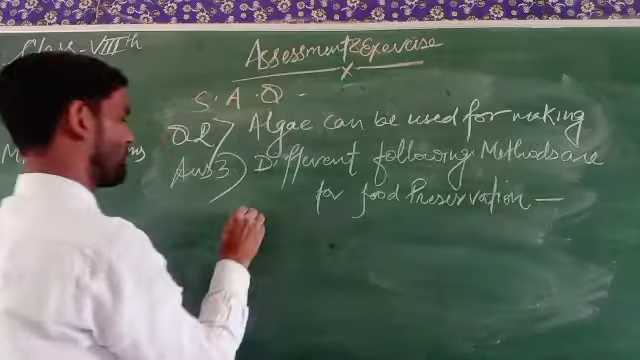 Class-VIIIth
Assessment&Exercise
x
S.A.Q-
Q2) Algae can be used for making
Ans3) Different following Methods are
for food Preservation —